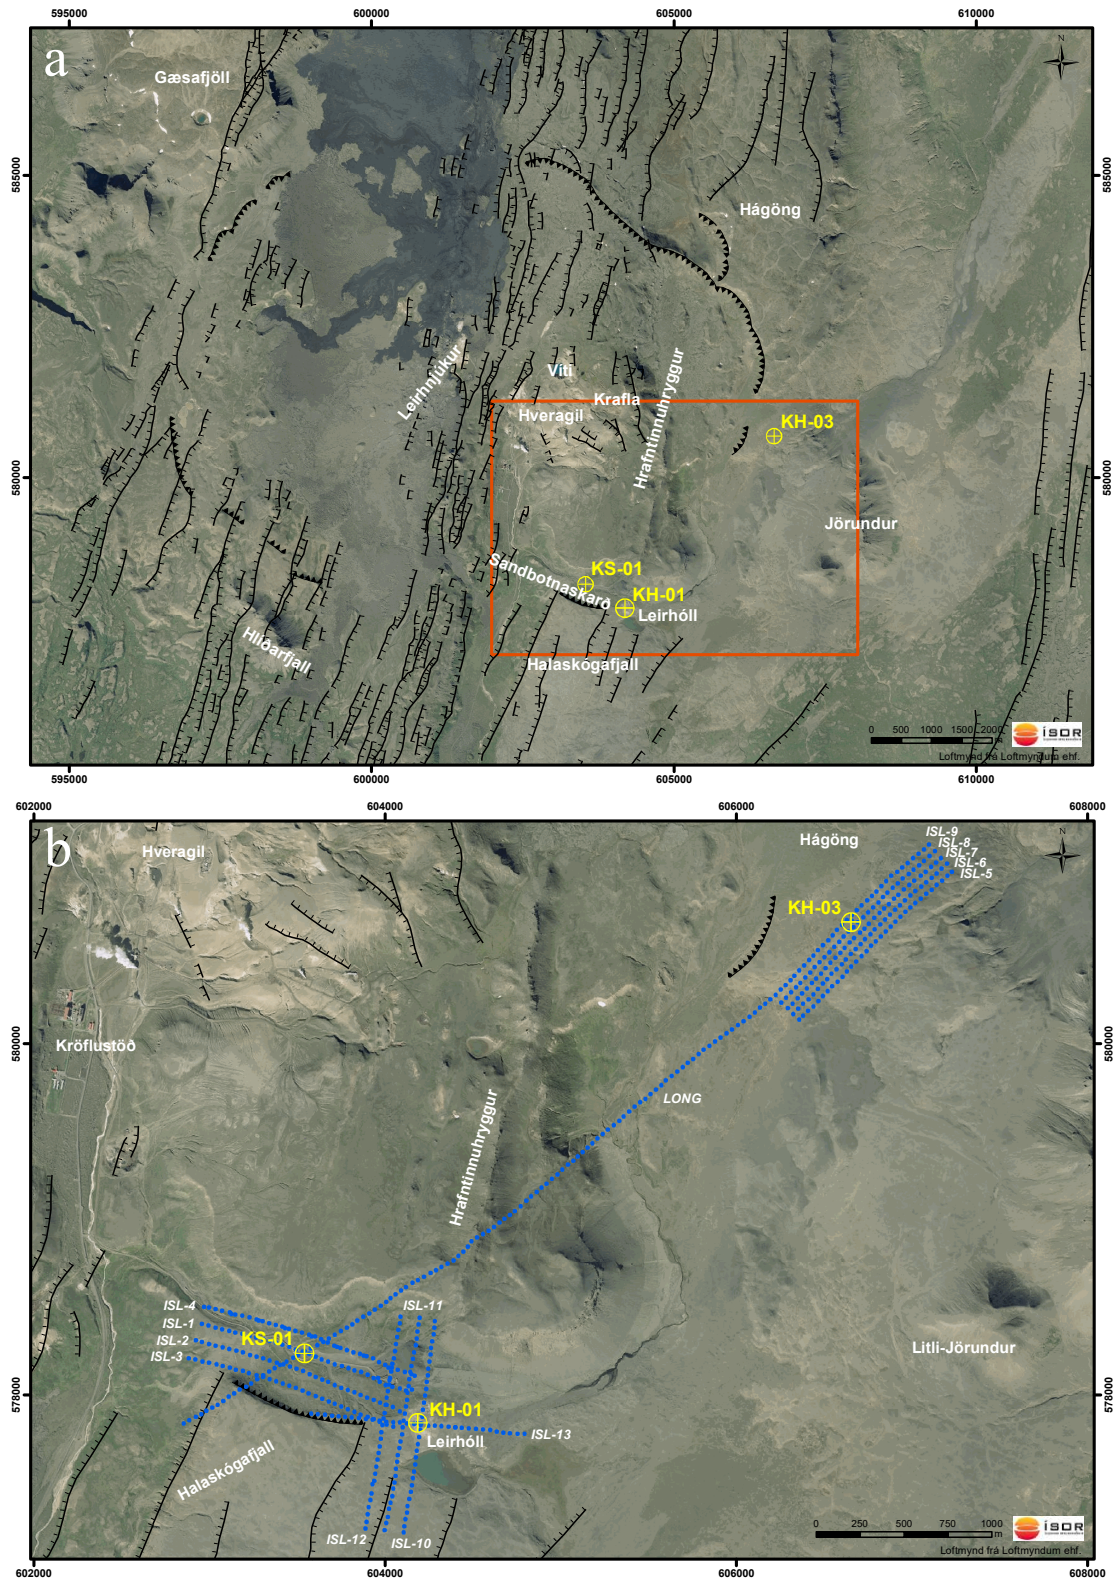 595000 600000 605000 610000
a
N
Gæsafjöll
585000 585000
Hágöng
Leirhnjúkur
Víti
Krafla
Hrafntinnuhryggur
Hveragil
KH-03
580000 580000
Jörundur
Sandbotnaskarð
KS-01
KH-01
Leirhóll
Hlíðarfjall
Halaskógafjall
0 500 1000 1500 2000
m
ÍSOR
Loftmynd frá Loftmyndum ehf.
595000 600000 605000 610000
602000 604000 606000 608000
b
N
Hveragil
Hágöng
ISL-9
ISL-8
ISL-7
ISL-6
ISL-5
KH-03
580000 580000
Kröflustöð
LONG
Hrafntinnuhryggur
ISL-4
ISL-11
ISL-1
KS-01
ISL-2
ISL-3
Litli-Jörundur
578000 578000
KH-01
Leirhóll
ISL-13
Halaskógafjall
ISL-12
ISL-10
0 250 500 750 1000
m
ÍSOR
Loftmynd frá Loftmyndum ehf.
602000 604000 606000 608000